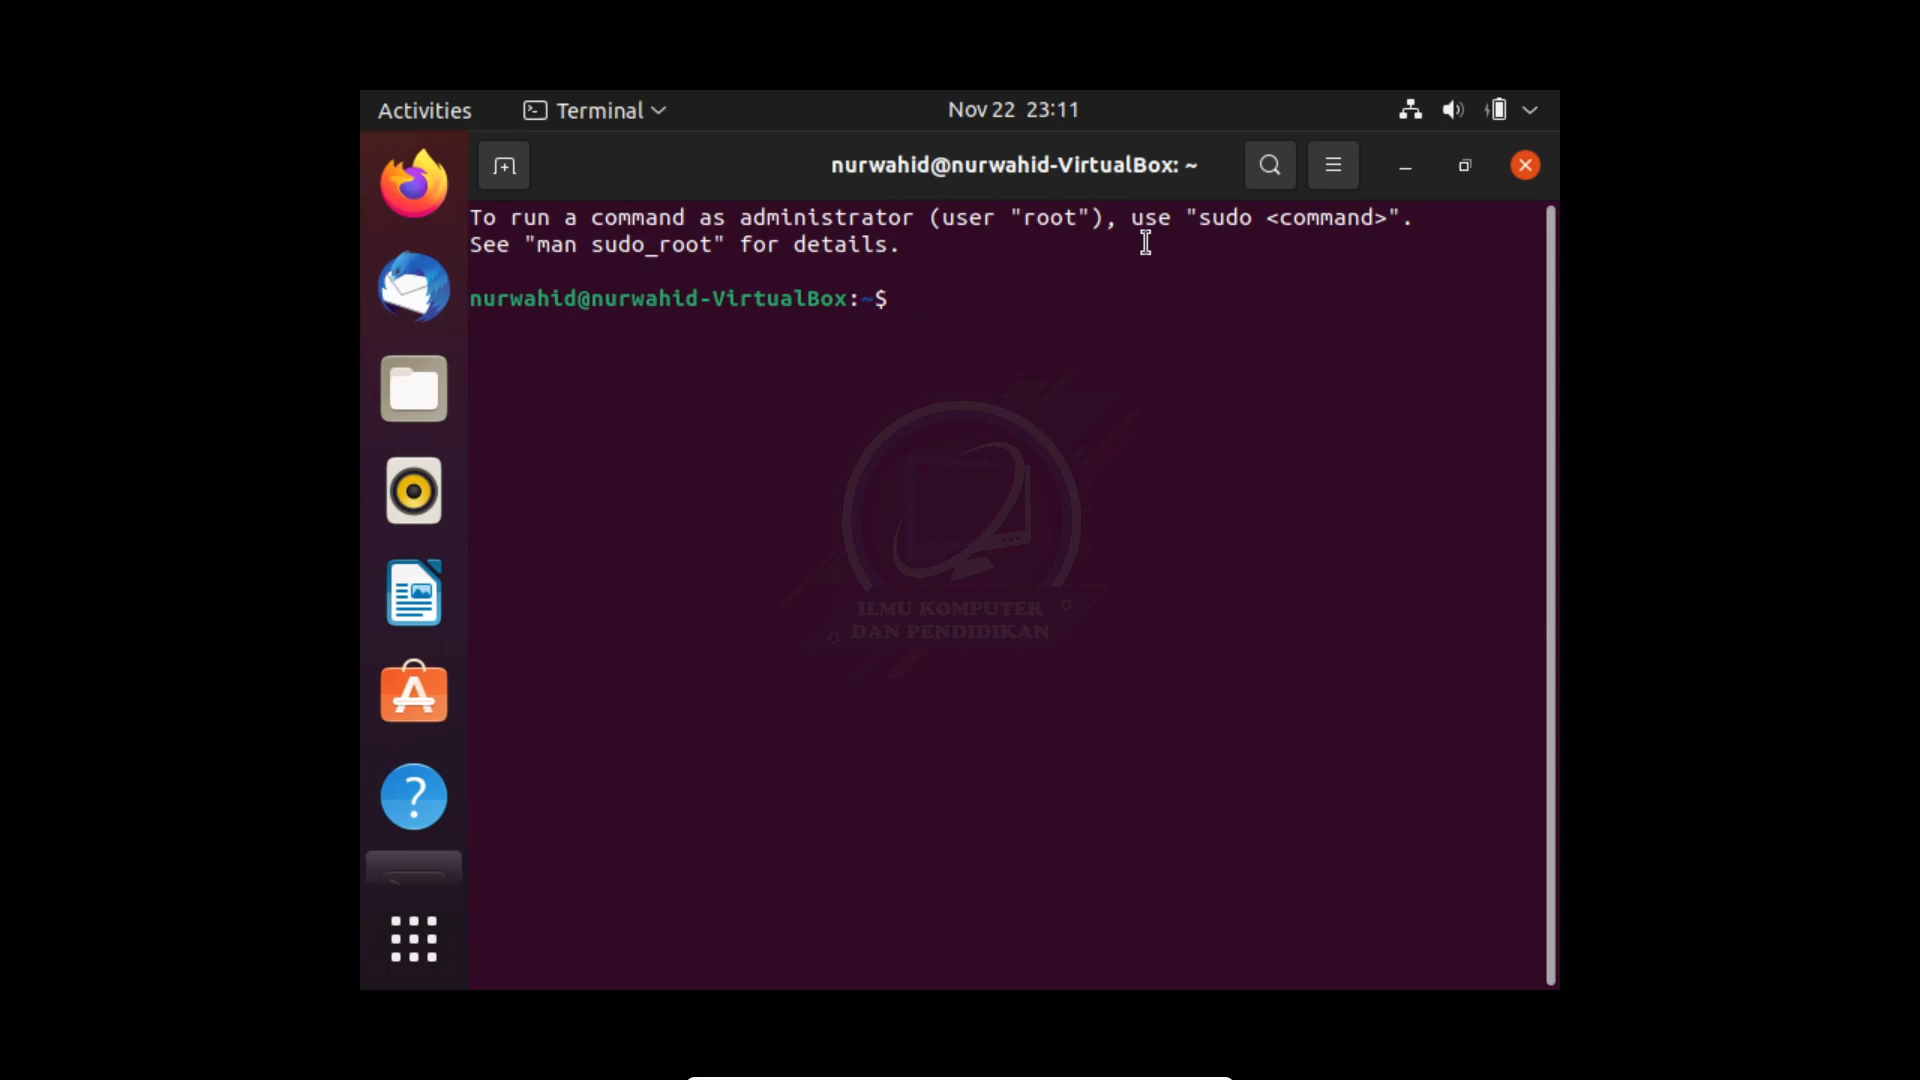 Activities
Terminal
Nov 22 23:11
nurwahid@nurwahid-VirtualBox: ~
To run a command as administrator (user "root"), use "sudo <command>".
See "man sudo_root" for details.
nurwahid@nurwahid-VirtualBox:~$
ILMU KOMPUTER
DAN PENDIDIKAN